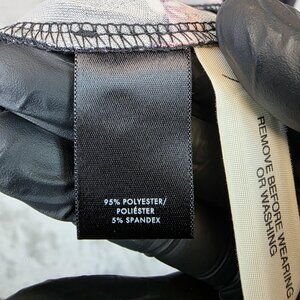 95% POLYESTER/
POLIÉSTER
5% SPANDEX
REMOVE BEFORE WEARING
OR WASHING